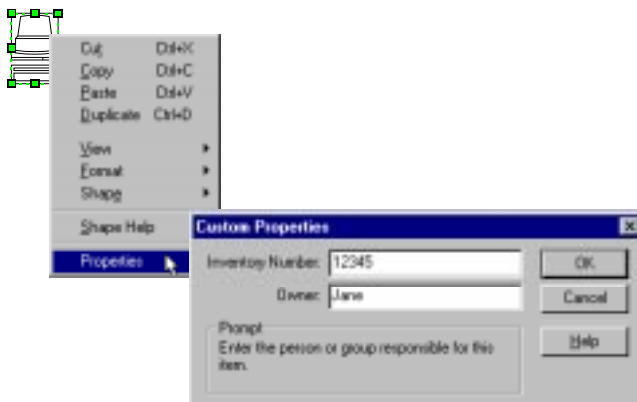 Cut Ctrl+X
Copy Ctrl+C
Paste Ctrl+V
Duplicate Ctrl+D
View
Format
Shape
Shape Help
Properties
Custom Properties
Inventory Number: 12345
OK
Owner: Jane
Cancel
Prompt
Enter the person or group responsible for this
item.
Help